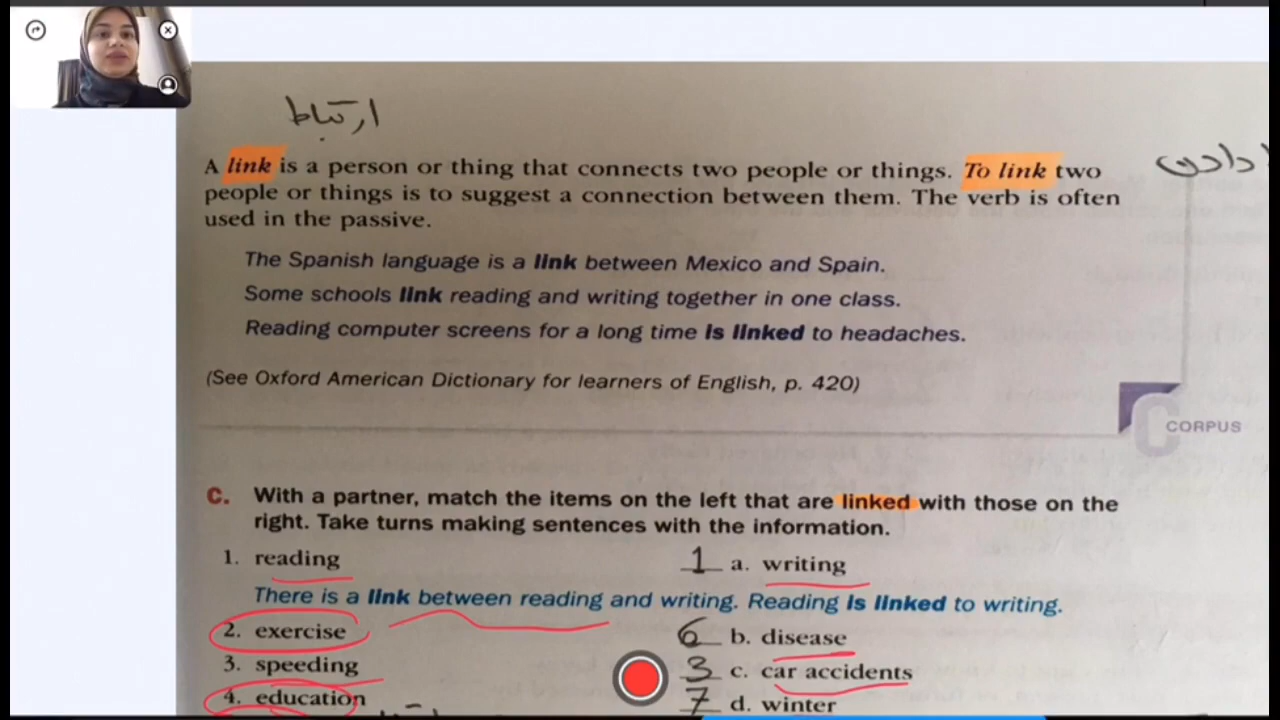 ارتباط
A link is a person or thing that connects two people or things. To link two
دادن
people or things is to suggest a connection between them. The verb is often
used in the passive.
The Spanish language is a link between Mexico and Spain.
Some schools link reading and writing together in one class.
Reading computer screens for a long time is linked to headaches.
(See Oxford American Dictionary for learners of English, p. 420)
CORPUS
C. With a partner, match the items on the left that are linked with those on the
right. Take turns making sentences with the information.
1. reading
1 a. writing
There is a link between reading and writing. Reading is linked to writing.
2. exercise
6 b. disease
3. speeding
3 c. car accidents
4. education
7 d. winter